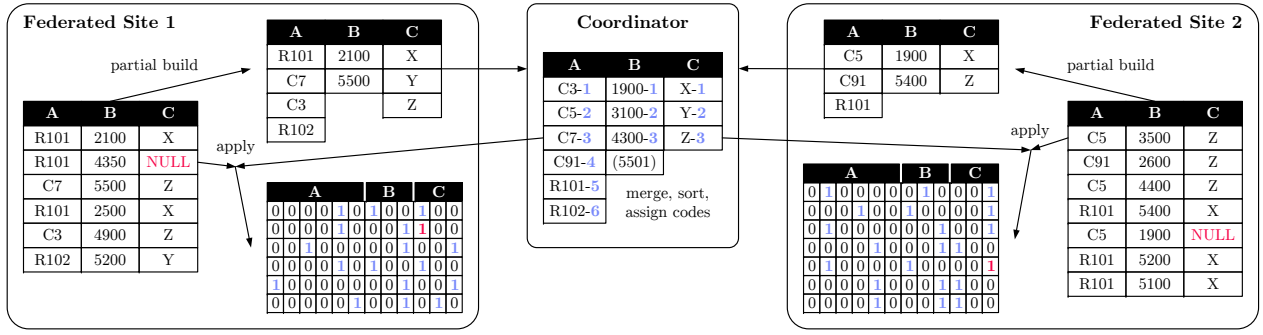 Federated Site 1
Coordinator
Federated Site 2
A B C
R101 2100 X
C7 5500 Y
C3 Z
R102
partial build
A B C
R101 2100 X
R101 4350 NULL
C7 5500 Z
R101 2500 X
C3 4900 Z
R102 5200 Y
apply
A B C
0 0 0 0 1 0 1 0 0 1 0 0
0 0 0 0 1 0 0 0 1 1 0 0
0 0 1 0 0 0 0 0 1 0 0 1
0 0 0 0 1 0 1 0 0 1 0 0
1 0 0 0 0 0 0 0 1 0 0 1
0 0 0 0 0 1 0 0 1 0 1 0
A B C
C3-1 1900-1 X-1
C5-2 3100-2 Y-2
C7-3 4300-3 Z-3
C91-4 (5501)
R101-5
R102-6
merge, sort,
assign codes
A B C
C5 1900 X
C91 5400 Z
R101
partial build
apply
A B C
0 1 0 0 0 0 0 1 0 0 0 1
0 0 0 1 0 0 1 0 0 0 0 1
0 1 0 0 0 0 0 0 1 0 0 1
0 0 0 0 1 0 0 0 1 1 0 0
0 1 0 0 0 0 1 0 0 0 0 1
0 0 0 0 1 0 0 0 1 1 0 0
0 0 0 0 1 0 0 0 1 1 0 0
A B C
C5 3500 Z
C91 2600 Z
C5 4400 Z
R101 5400 X
C5 1900 NULL
R101 5200 X
R101 5100 X